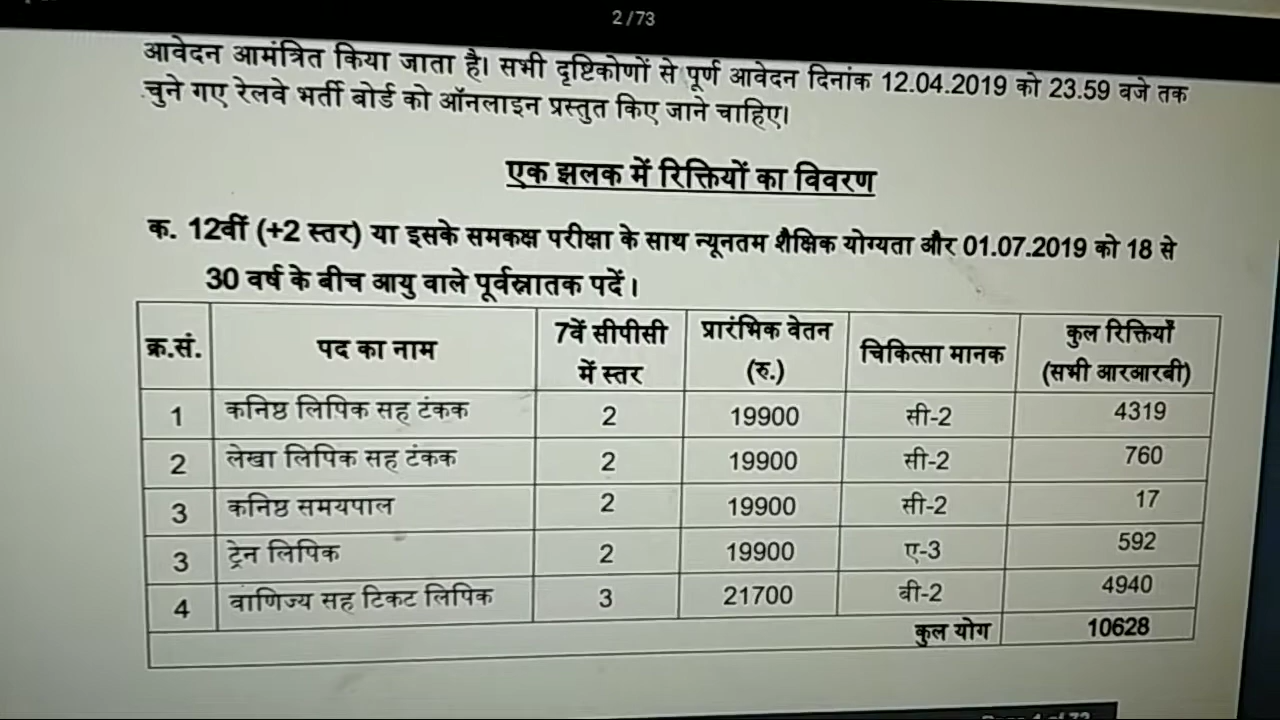 2/73
आवेदन आमंत्रित किया जाता है। सभी दृष्टिकोणों से पूर्ण आवेदन दिनांक 12.04.2019 को 23.59 बजे तक
चुने गए रेलवे भर्ती बोर्ड को ऑनलाइन प्रस्तुत किए जाने चाहिए।
एक झलक में रिक्तियों का विवरण
क. 12वीं (+2 स्तर) या इसके समकक्ष परीक्षा के साथ न्यूनतम शैक्षिक योग्यता और 01.07.2019 को 18 से
30 वर्ष के बीच आयु वाले पूर्वस्नातक पदें।
क्र.सं. पद का नाम 7वें सीपीसी में स्तर प्रारंभिक वेतन (रु.) चिकित्सा मानक कुल रिक्तियाँ (सभी आरआरबी)
1 कनिष्ठ लिपिक सह टंकक 2 19900 सी-2 4319
2 लेखा लिपिक सह टंकक 2 19900 सी-2 760
3 कनिष्ठ समयपाल 2 19900 सी-2 17
3 ट्रेन लिपिक 2 19900 ए-3 592
4 वाणिज्य सह टिकट लिपिक 3 21700 बी-2 4940
कुल योग 10628